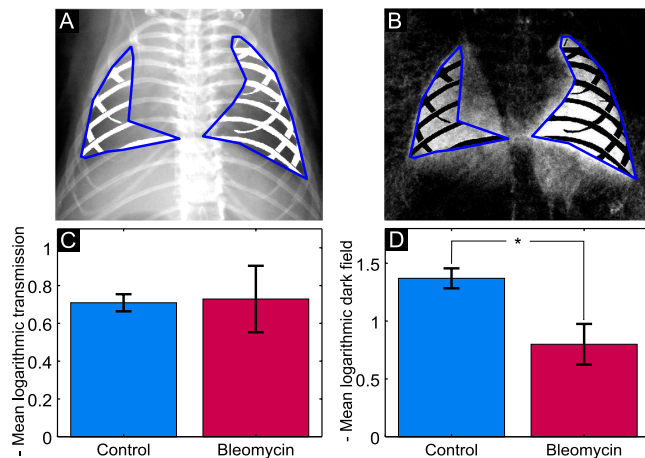 A
B
C
- Mean logarithmic transmission
1
0.8
0.6
0.4
0.2
0
Control
Bleomycin
D
*
- Mean logarithmic dark field
1.5
1
0.5
0
Control
Bleomycin